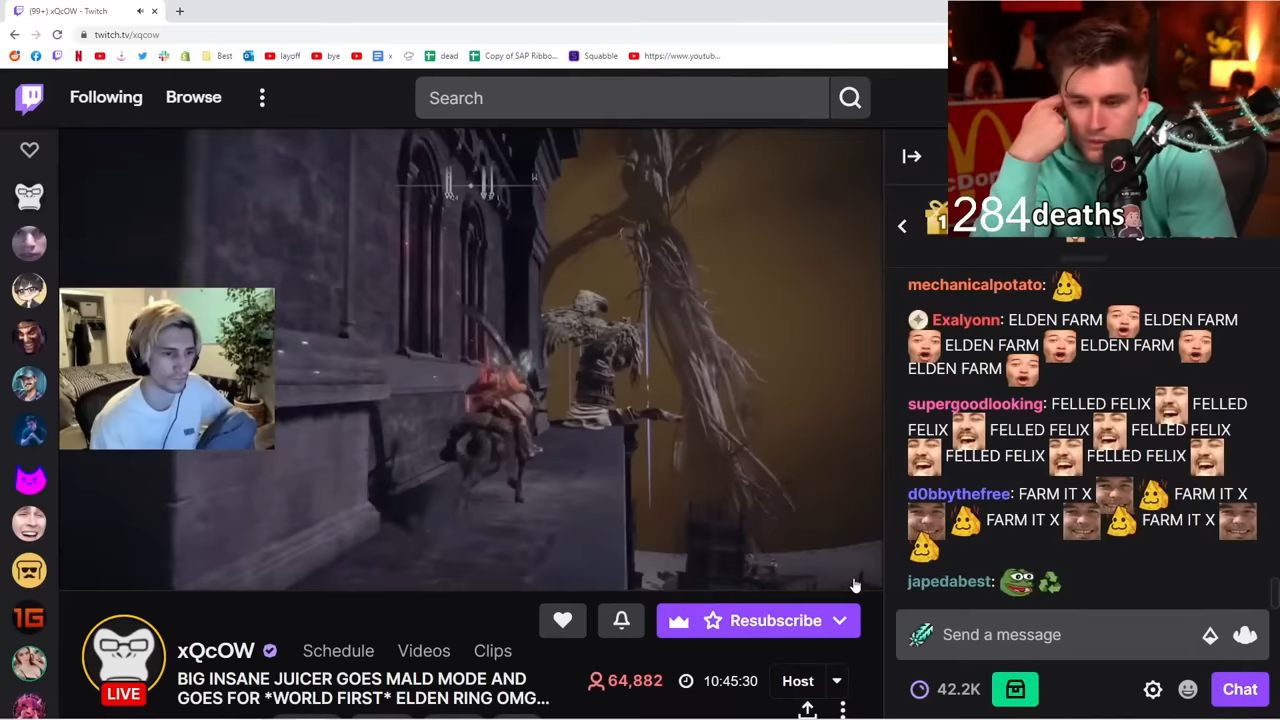 (99+) xQcOW - Twitch
twitch.tv/xqcow
Best
layoff
bye
x
dead
Copy of SAP Ribbo...
Squabble
https://www.youtub...
Following
Browse
Search
284 deaths
1
mechanicalpotato:
Exalyonn: ELDEN FARM ELDEN FARM
ELDEN FARM ELDEN FARM
ELDEN FARM
supergoodlooking: FELLED FELIX FELLED
FELIX FELLED FELIX FELLED FELIX
FELLED FELIX FELLED FELIX
d0bbythefree: FARM IT X FARM IT X
FARM IT X FARM IT X
japedabest:
Send a message
42.2K
Chat
Resubscribe
xQcOW
Schedule
Videos
Clips
LIVE
BIG INSANE JUICER GOES MALD MODE AND
GOES FOR *WORLD FIRST* ELDEN RING OMG...
64,882
10:45:30
Host
1G